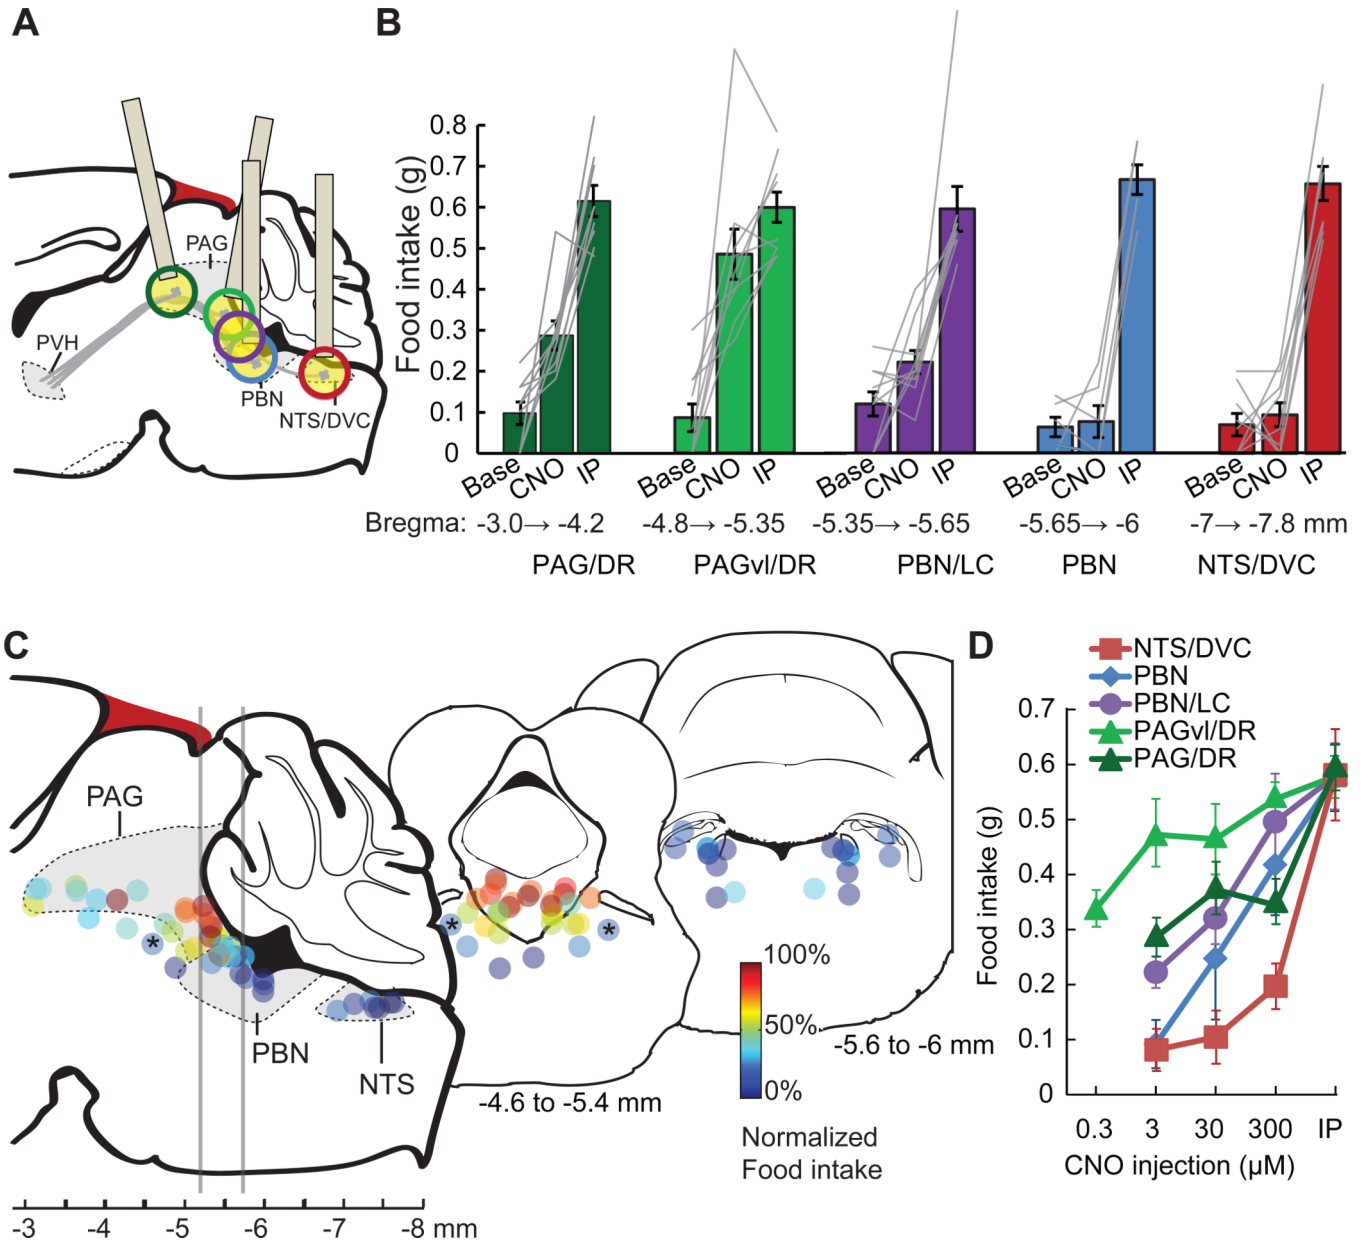 A
PAG
PVH
PBN
NTS/DVC
B
Food intake (g)
0.8
0.7
0.6
0.5
0.4
0.3
0.2
0.1
0
Base CNO IP Base CNO IP Base CNO IP Base CNO IP Base CNO IP
Bregma: -3.0→ -4.2 -4.8→ -5.35 -5.35→ -5.65 -5.65→ -6 -7→ -7.8 mm
PAG/DR PAGvl/DR PBN/LC PBN NTS/DVC
C
PAG
*
PBN
NTS
-3 -4 -5 -6 -7 -8 mm
* *
-4.6 to -5.4 mm
-5.6 to -6 mm
100%
50%
0%
Normalized
Food intake
D
NTS/DVC
PBN
PBN/LC
PAGvl/DR
PAG/DR
Food intake (g)
0.7
0.6
0.5
0.4
0.3
0.2
0.1
0
0.3 3 30 300 IP
CNO injection (µM)